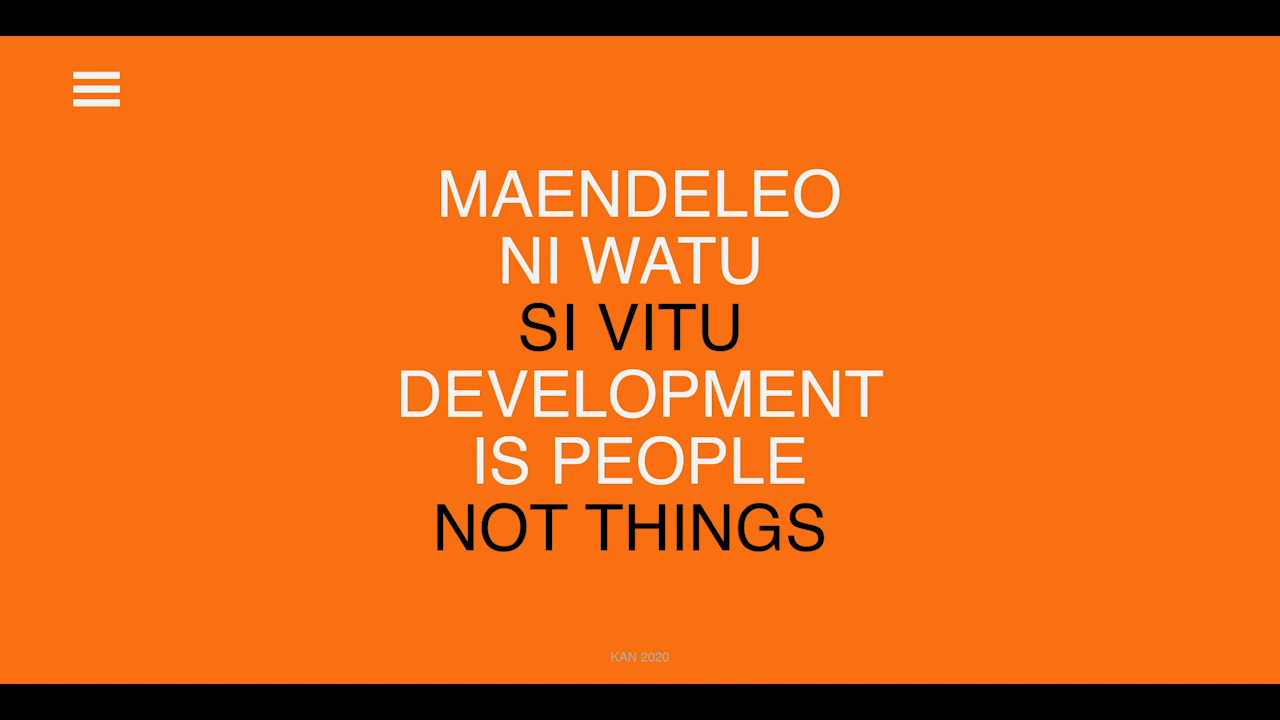 MAENDELEO
NI WATU
SI VITU
DEVELOPMENT
IS PEOPLE
NOT THINGS
KAN 2020